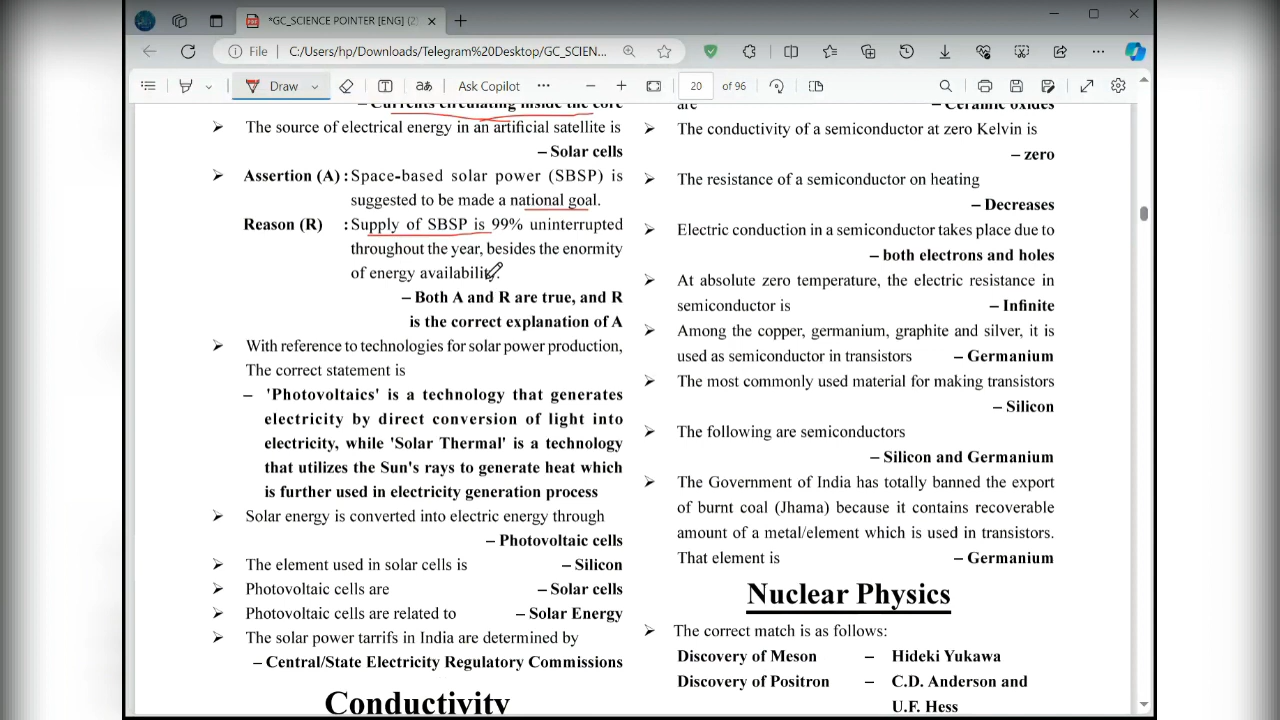 *GC_SCIENCE POINTER [ENG] (2
File
C:/Users/hp/Downloads/Telegram%20Desktop/GC_SCIEN...
Draw
Ask Copilot
20 of 96
– Currents circulating inside the core
➢ The source of electrical energy in an artificial satellite is
– Solar cells
➢ Assertion (A) : Space-based solar power (SBSP) is
suggested to be made a national goal.
Reason (R) : Supply of SBSP is 99% uninterrupted
throughout the year, besides the enormity
of energy availability.
– Both A and R are true, and R
is the correct explanation of A
➢ With reference to technologies for solar power production,
The correct statement is
– 'Photovoltaics' is a technology that generates
electricity by direct conversion of light into
electricity, while 'Solar Thermal' is a technology
that utilizes the Sun's rays to generate heat which
is further used in electricity generation process
➢ Solar energy is converted into electric energy through
– Photovoltaic cells
➢ The element used in solar cells is – Silicon
➢ Photovoltaic cells are – Solar cells
➢ Photovoltaic cells are related to – Solar Energy
➢ The solar power tarrifs in India are determined by
– Central/State Electricity Regulatory Commissions
Conductivity
are – Ceramic oxides
➢ The conductivity of a semiconductor at zero Kelvin is
– zero
➢ The resistance of a semiconductor on heating
– Decreases
➢ Electric conduction in a semiconductor takes place due to
– both electrons and holes
➢ At absolute zero temperature, the electric resistance in
semiconductor is – Infinite
➢ Among the copper, germanium, graphite and silver, it is
used as semiconductor in transistors – Germanium
➢ The most commonly used material for making transistors
– Silicon
➢ The following are semiconductors
– Silicon and Germanium
➢ The Government of India has totally banned the export
of burnt coal (Jhama) because it contains recoverable
amount of a metal/element which is used in transistors.
That element is – Germanium
Nuclear Physics
➢ The correct match is as follows:
Discovery of Meson – Hideki Yukawa
Discovery of Positron – C.D. Anderson and
U.F. Hess